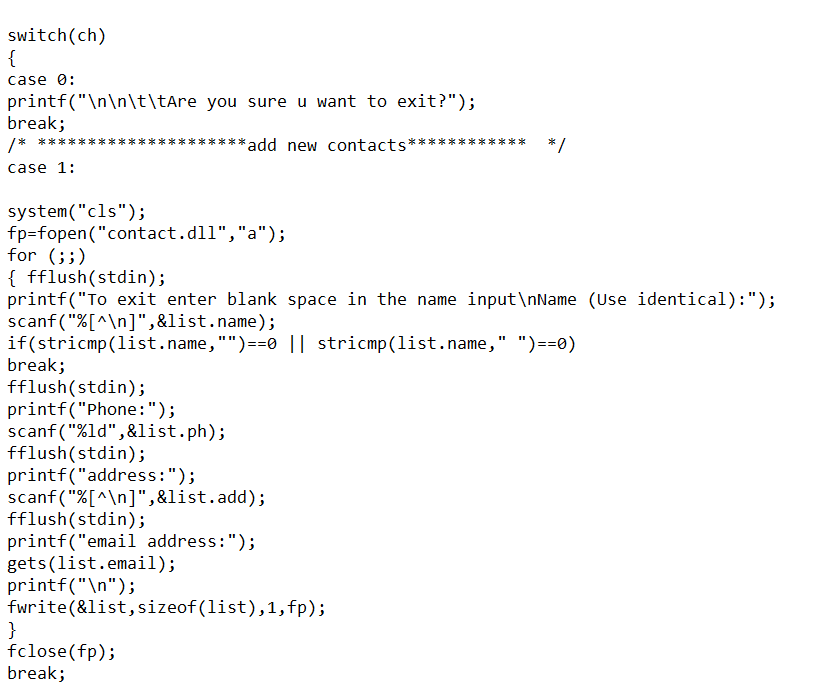 switch(ch)
{
case 0:
printf("\n\n\t\tAre you sure u want to exit?");
break;
/* *********************add new contacts************  */
case 1:
system("cls");
fp=fopen("contact.dll","a");
for (;;)
{ fflush(stdin);
printf("To exit enter blank space in the name input\nName (Use identical):");
scanf("%[^\n]",&list.name);
if(stricmp(list.name,"")==0 || stricmp(list.name," ")==0)
break;
fflush(stdin);
printf("Phone:");
scanf("%ld",&list.ph);
fflush(stdin);
printf("address:");
scanf("%[^\n]",&list.add);
fflush(stdin);
printf("email address:");
gets(list.email);
printf("\n");
fwrite(&list,sizeof(list),1,fp);
}
fclose(fp);
break;